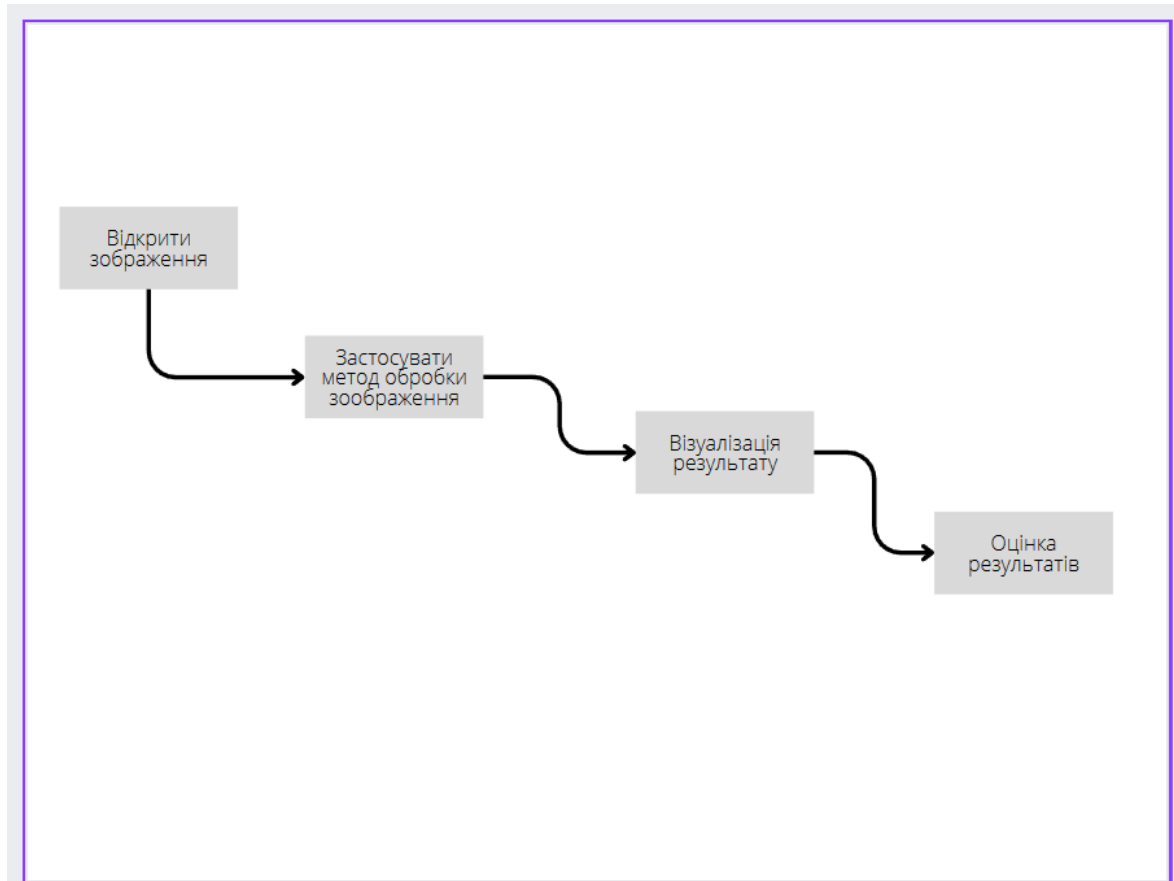 Відкрити
зображення
Застосувати
метод обробки
зоображення
Візуалізація
результату
Оцінка
результатів